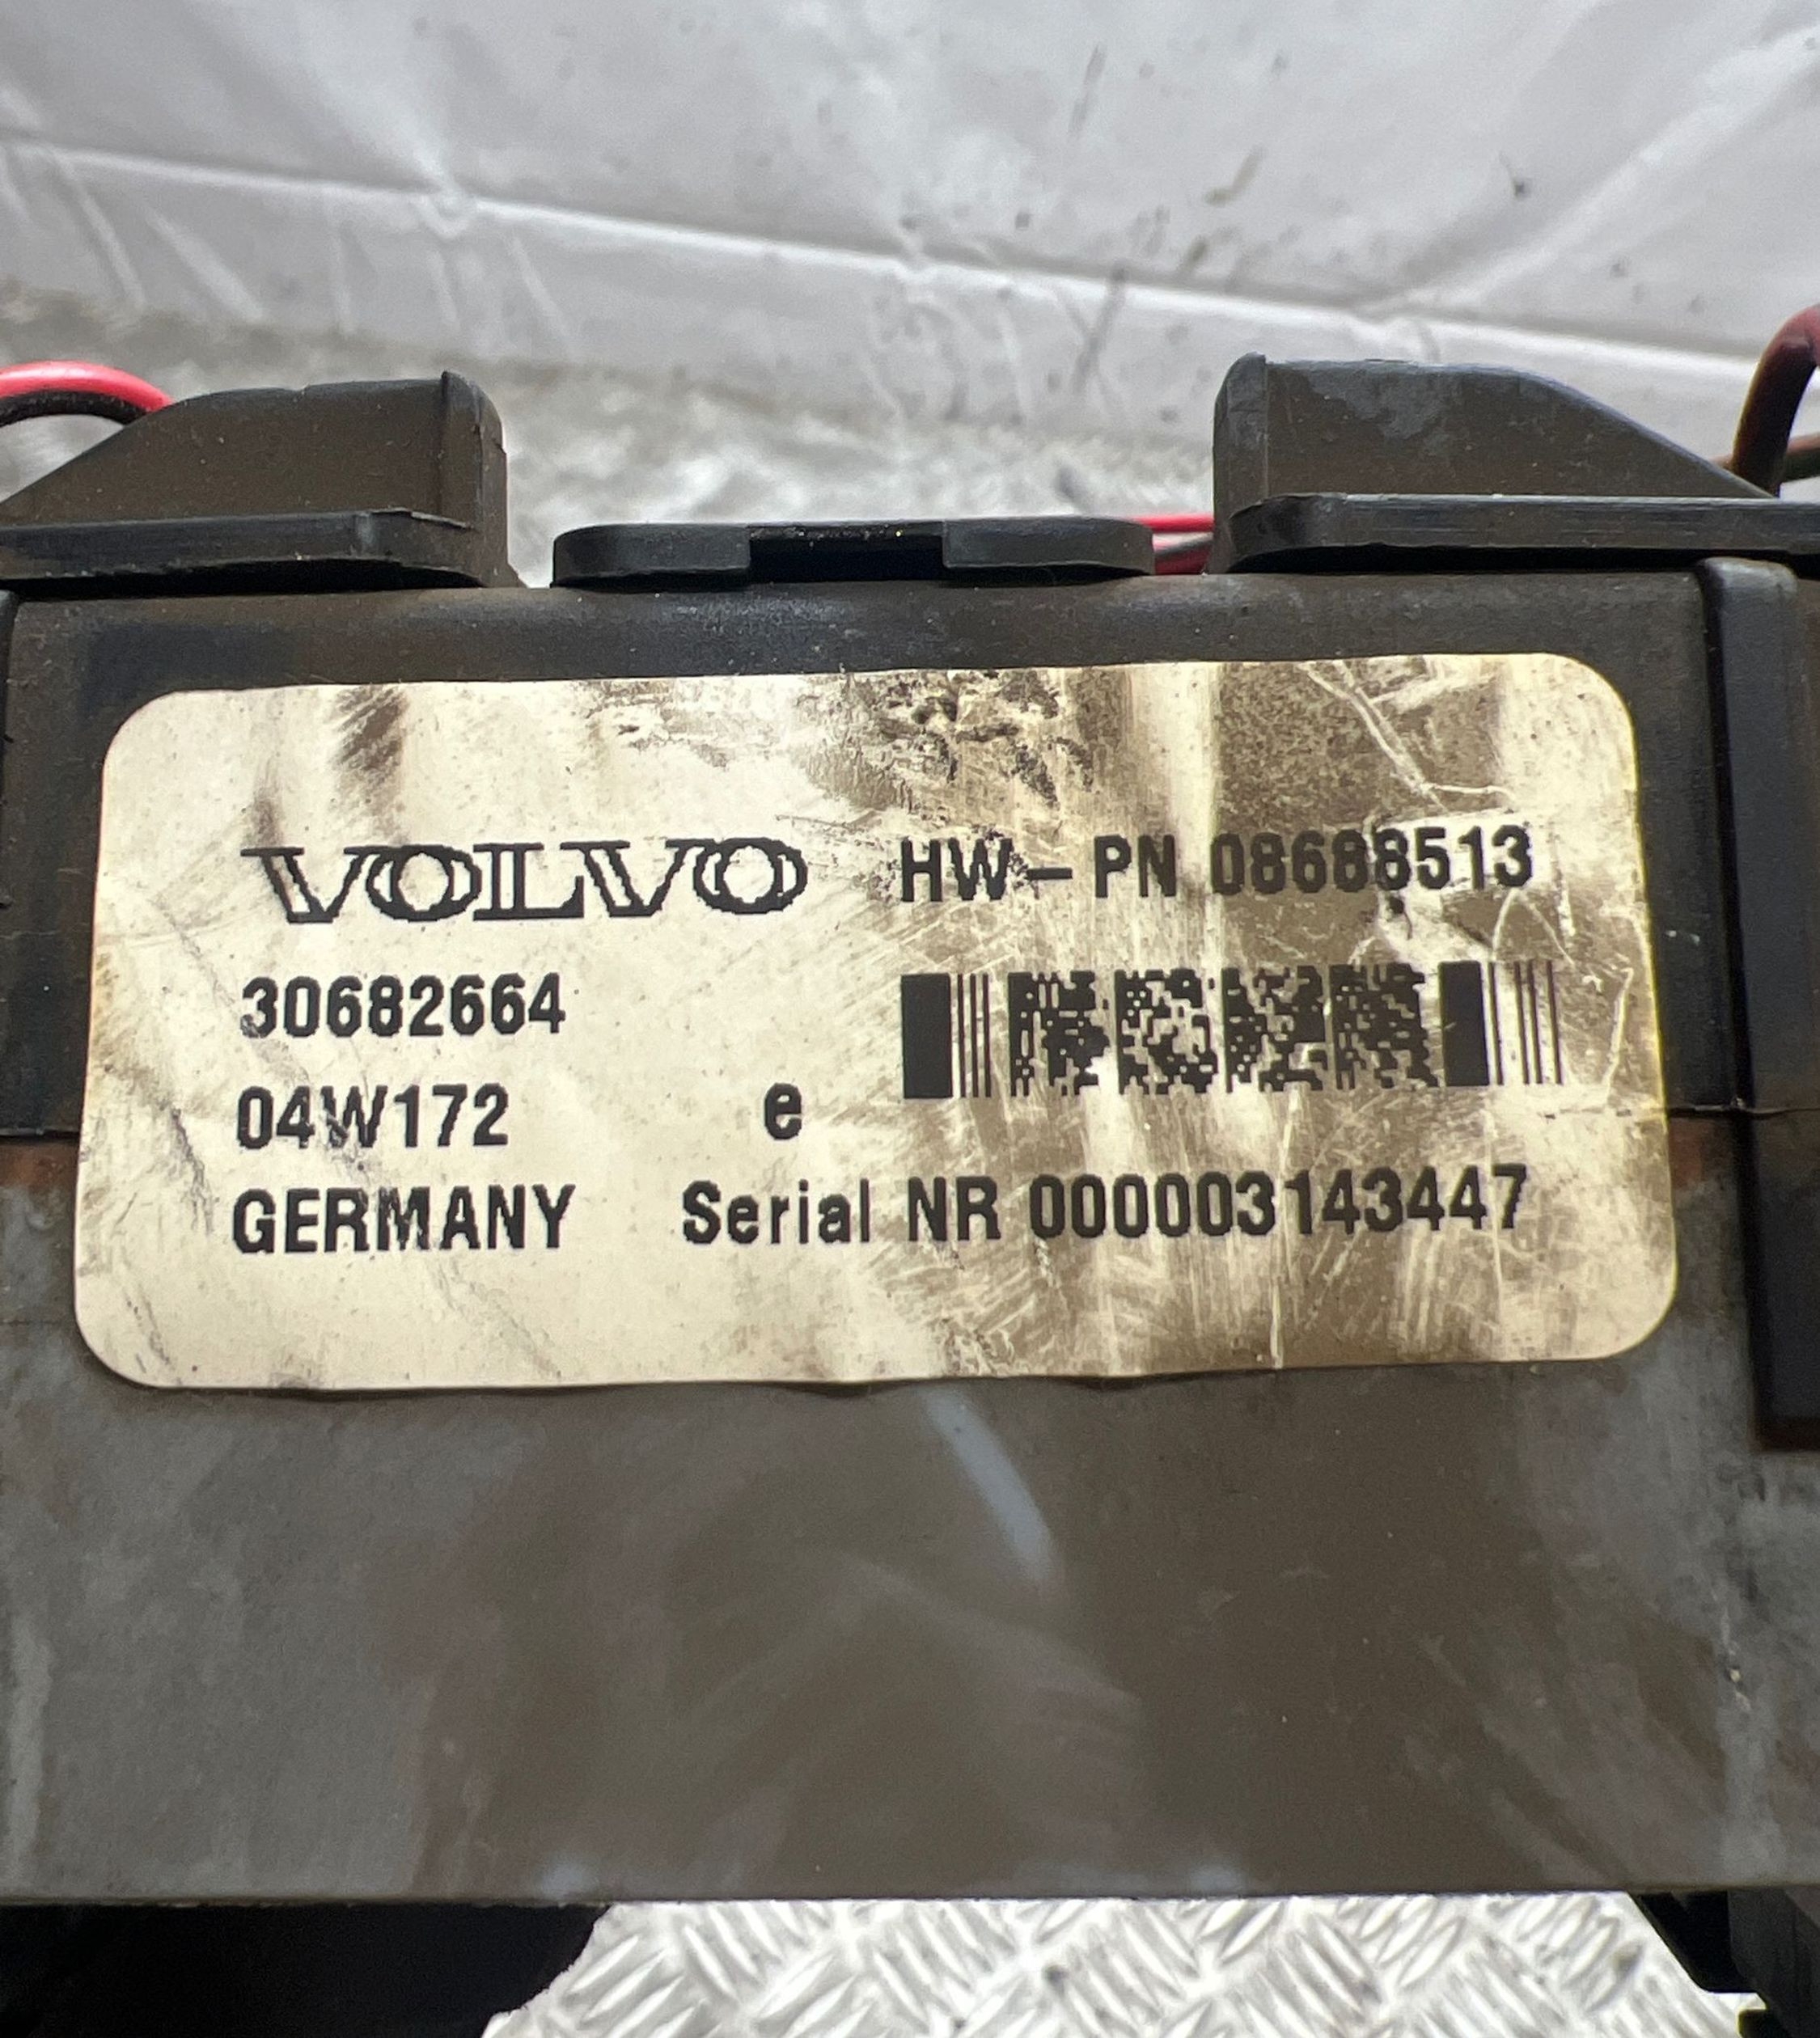 VOLVO HW-PN 08688513
30682664
04W172 e
GERMANY Serial NR 000003143447